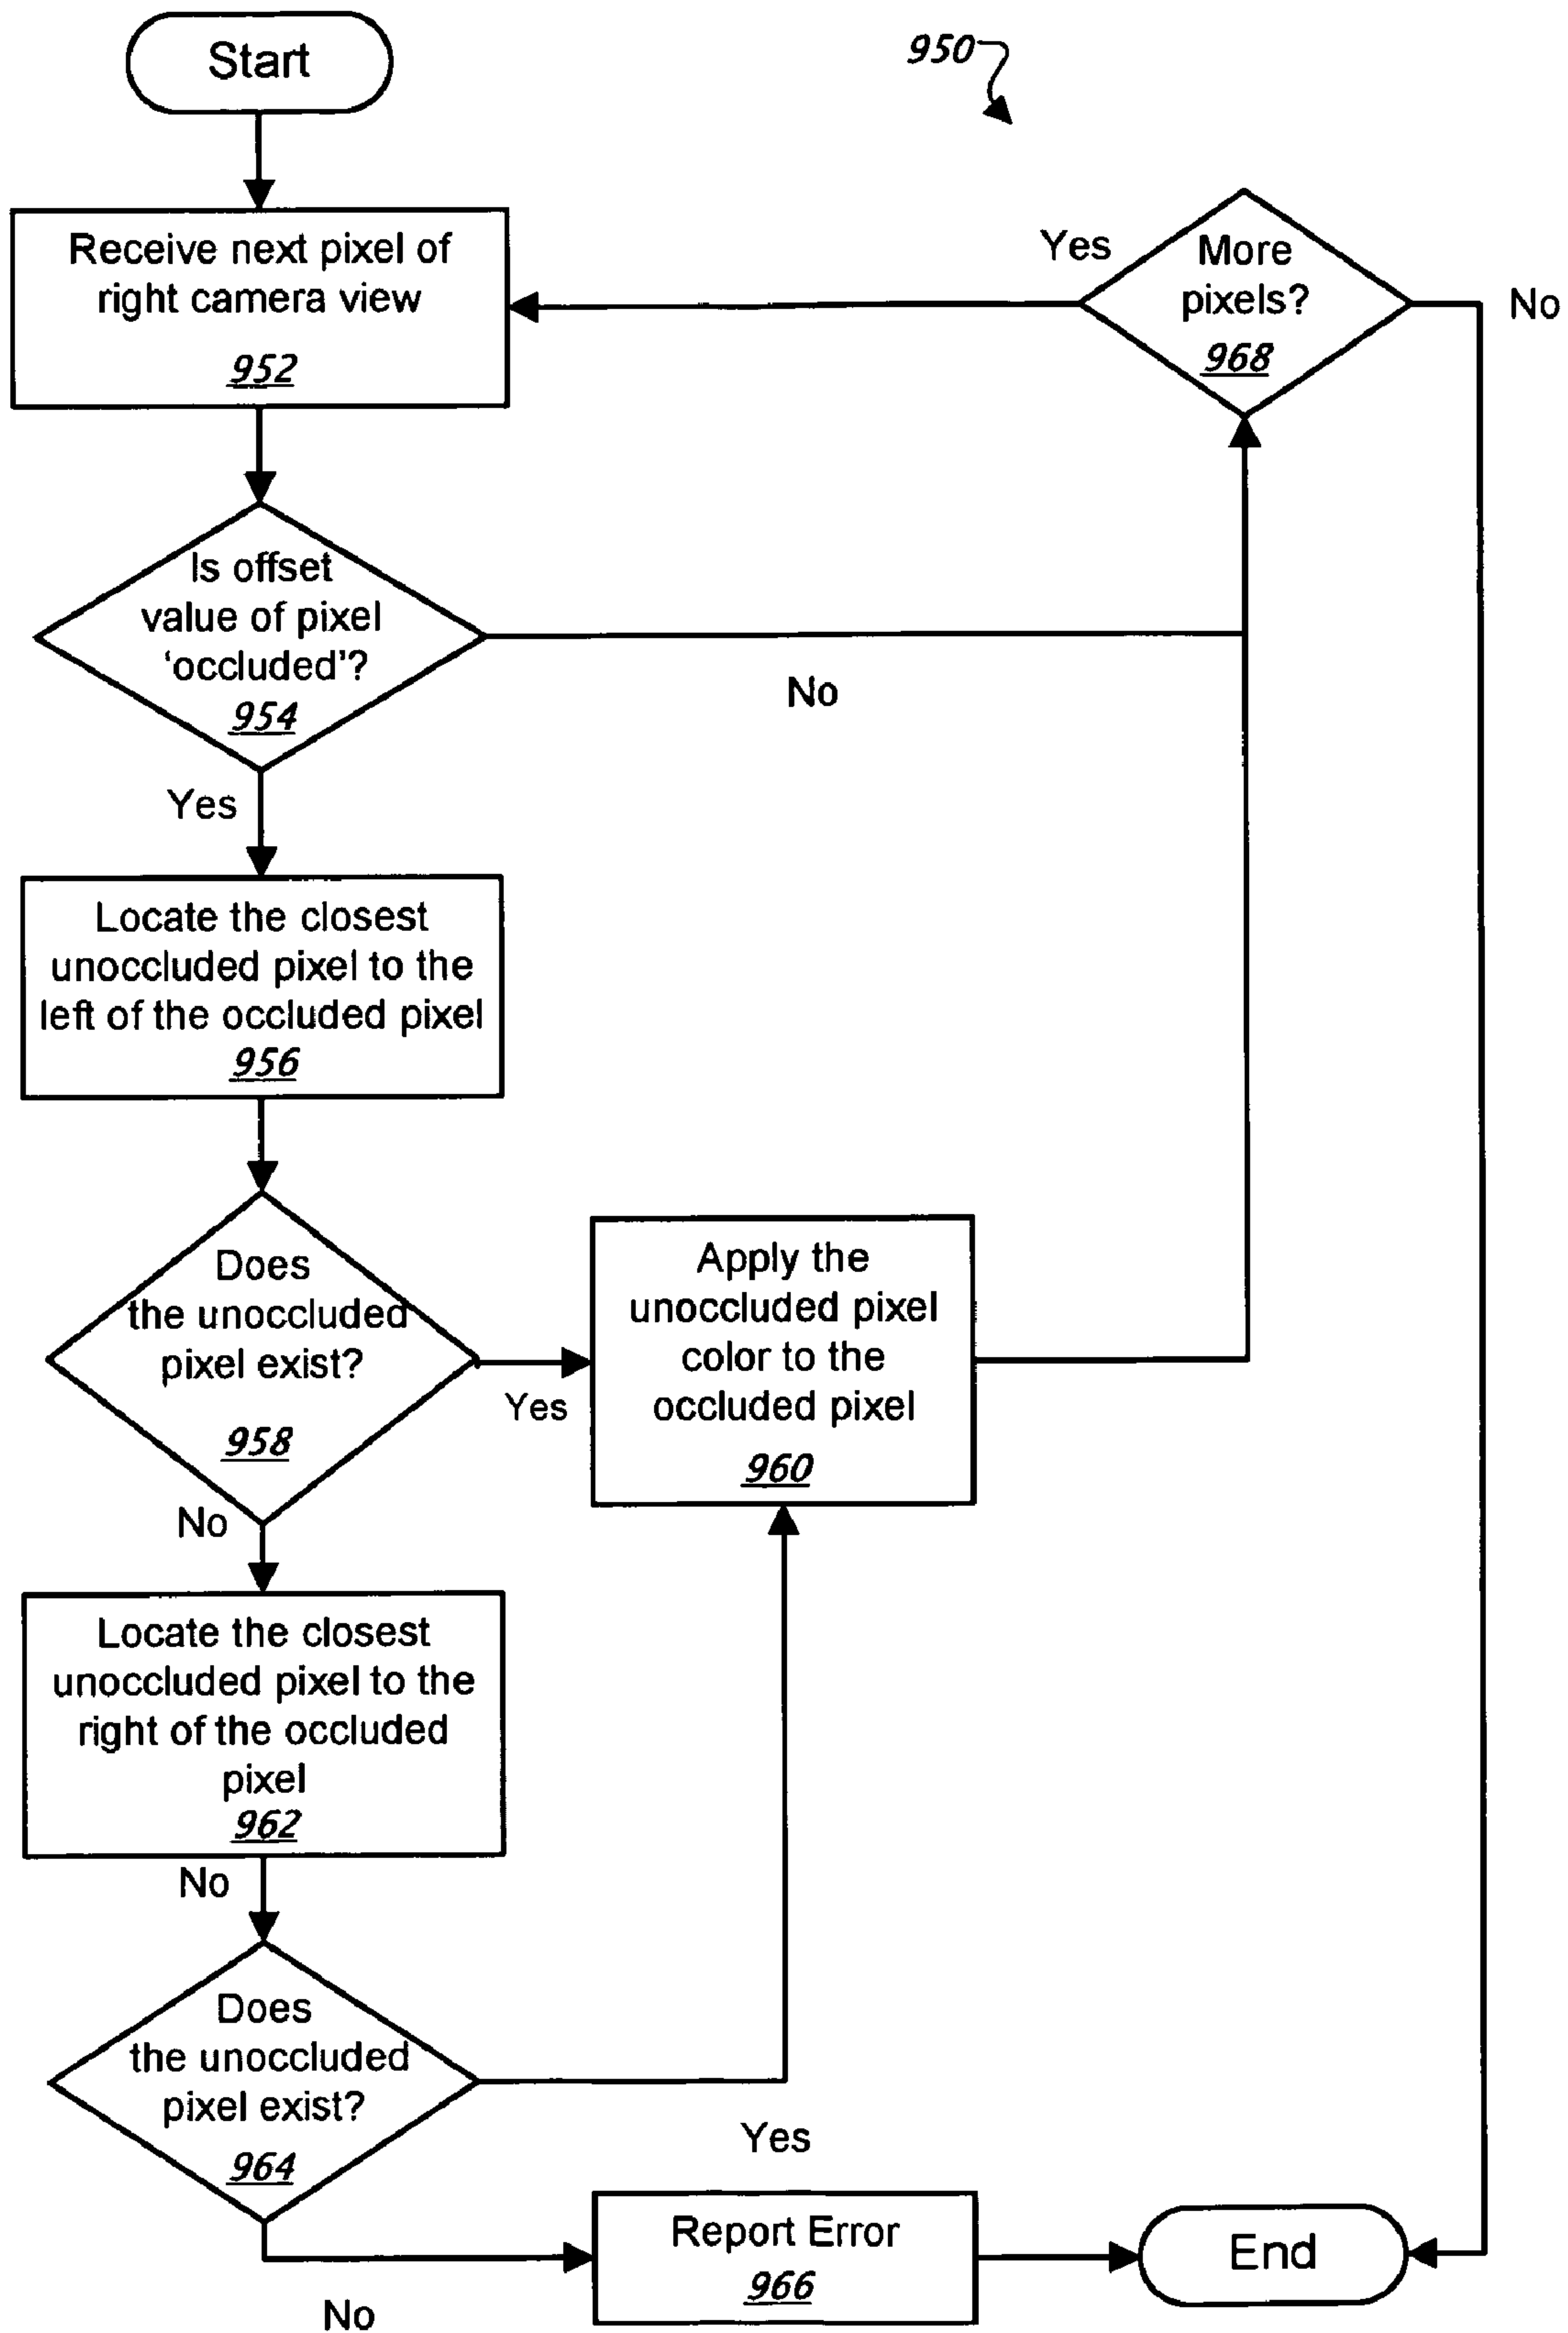 Start
950
Receive next pixel of
right camera view
952
Yes
More
pixels?
968
No
Is offset
value of pixel
‘occluded’?
954
No
Yes
Locate the closest
unoccluded pixel to the
left of the occluded pixel
956
Does
the unoccluded
pixel exist?
958
Yes
Apply the
unoccluded pixel
color to the
occluded pixel
960
No
Locate the closest
unoccluded pixel to the
right of the occluded
pixel
962
No
Does
the unoccluded
pixel exist?
964
Yes
No
Report Error
966
End